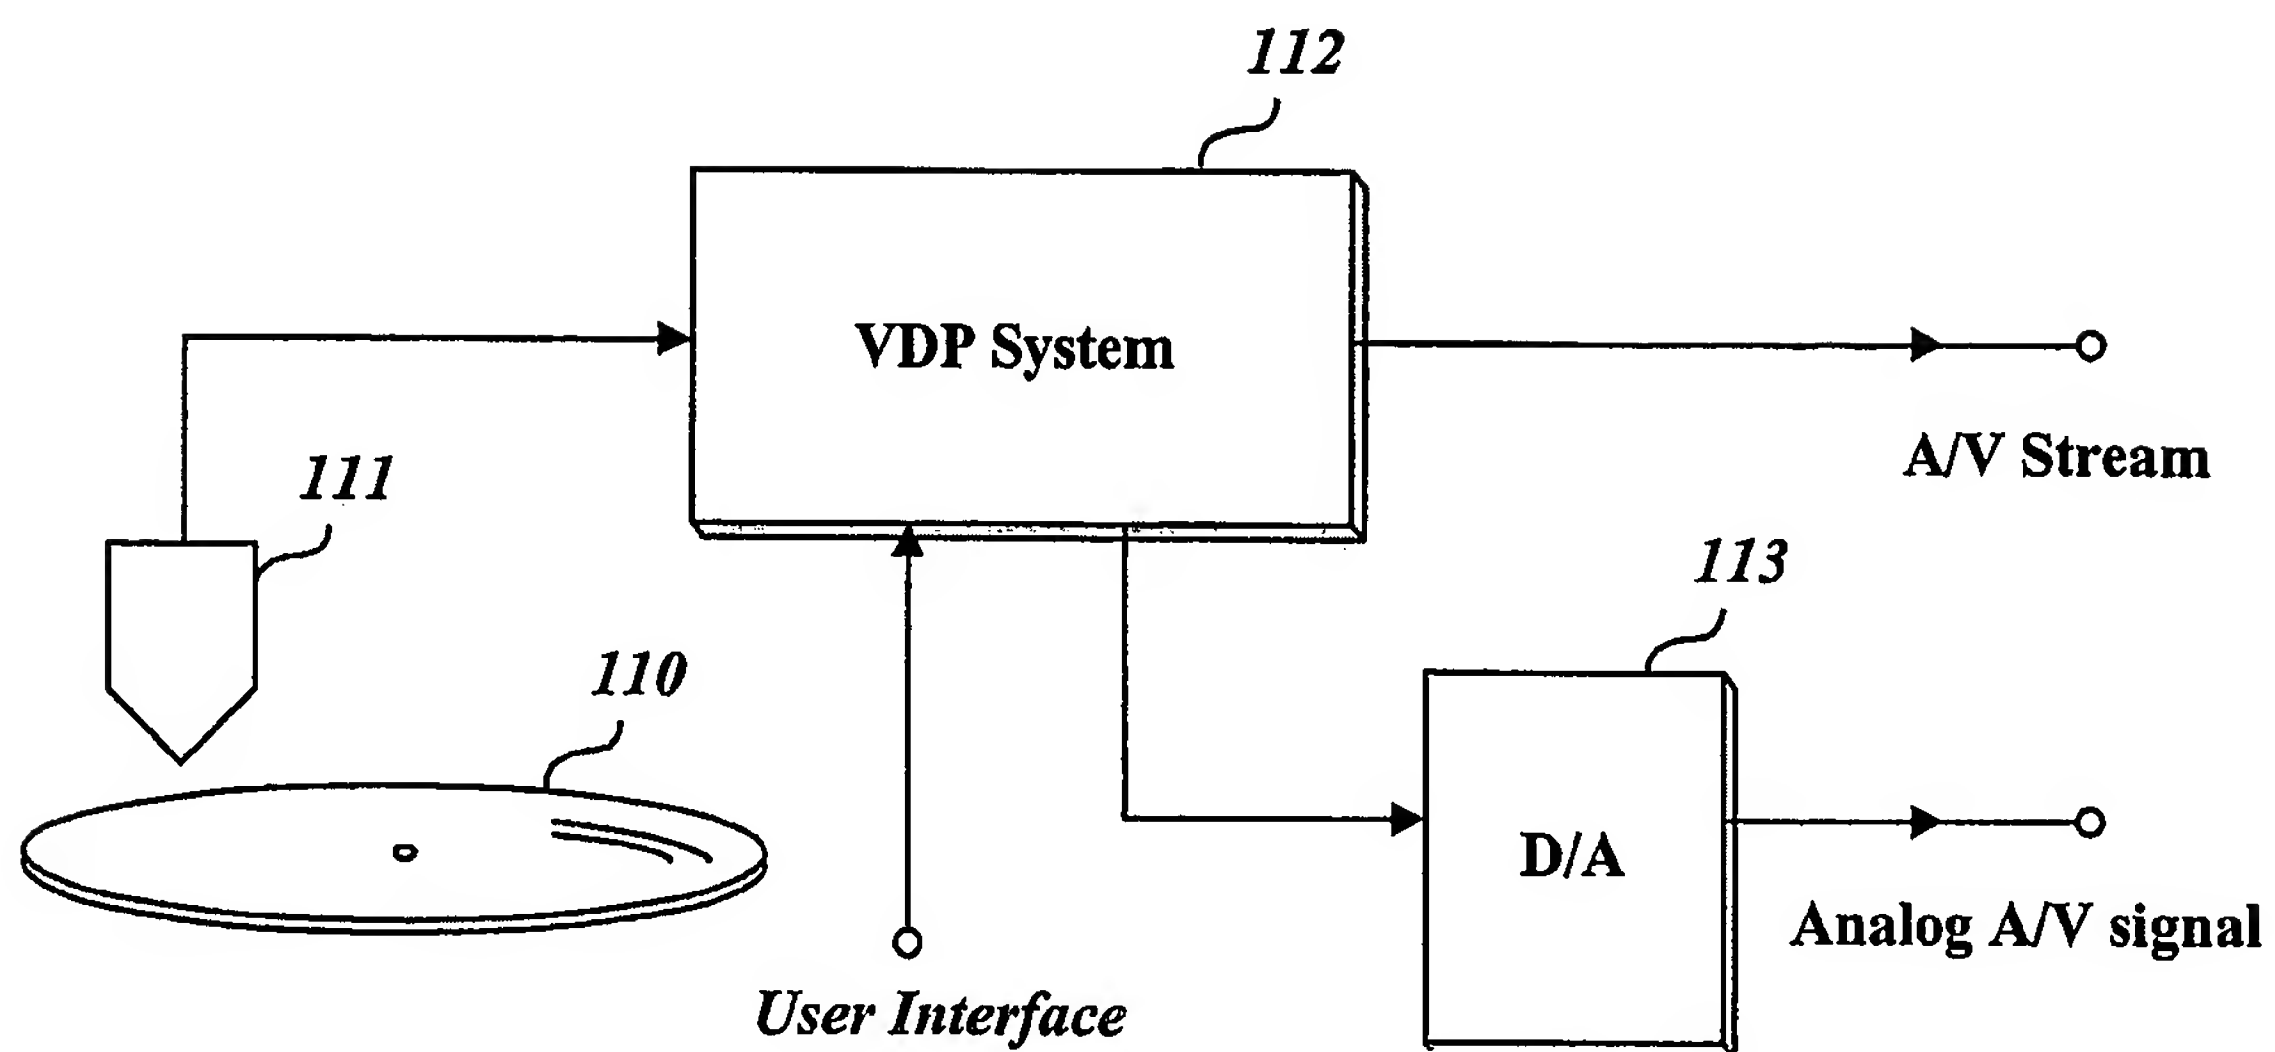 112
VDP System
A/V Stream
111
113
110
D/A
Analog A/V signal
User Interface